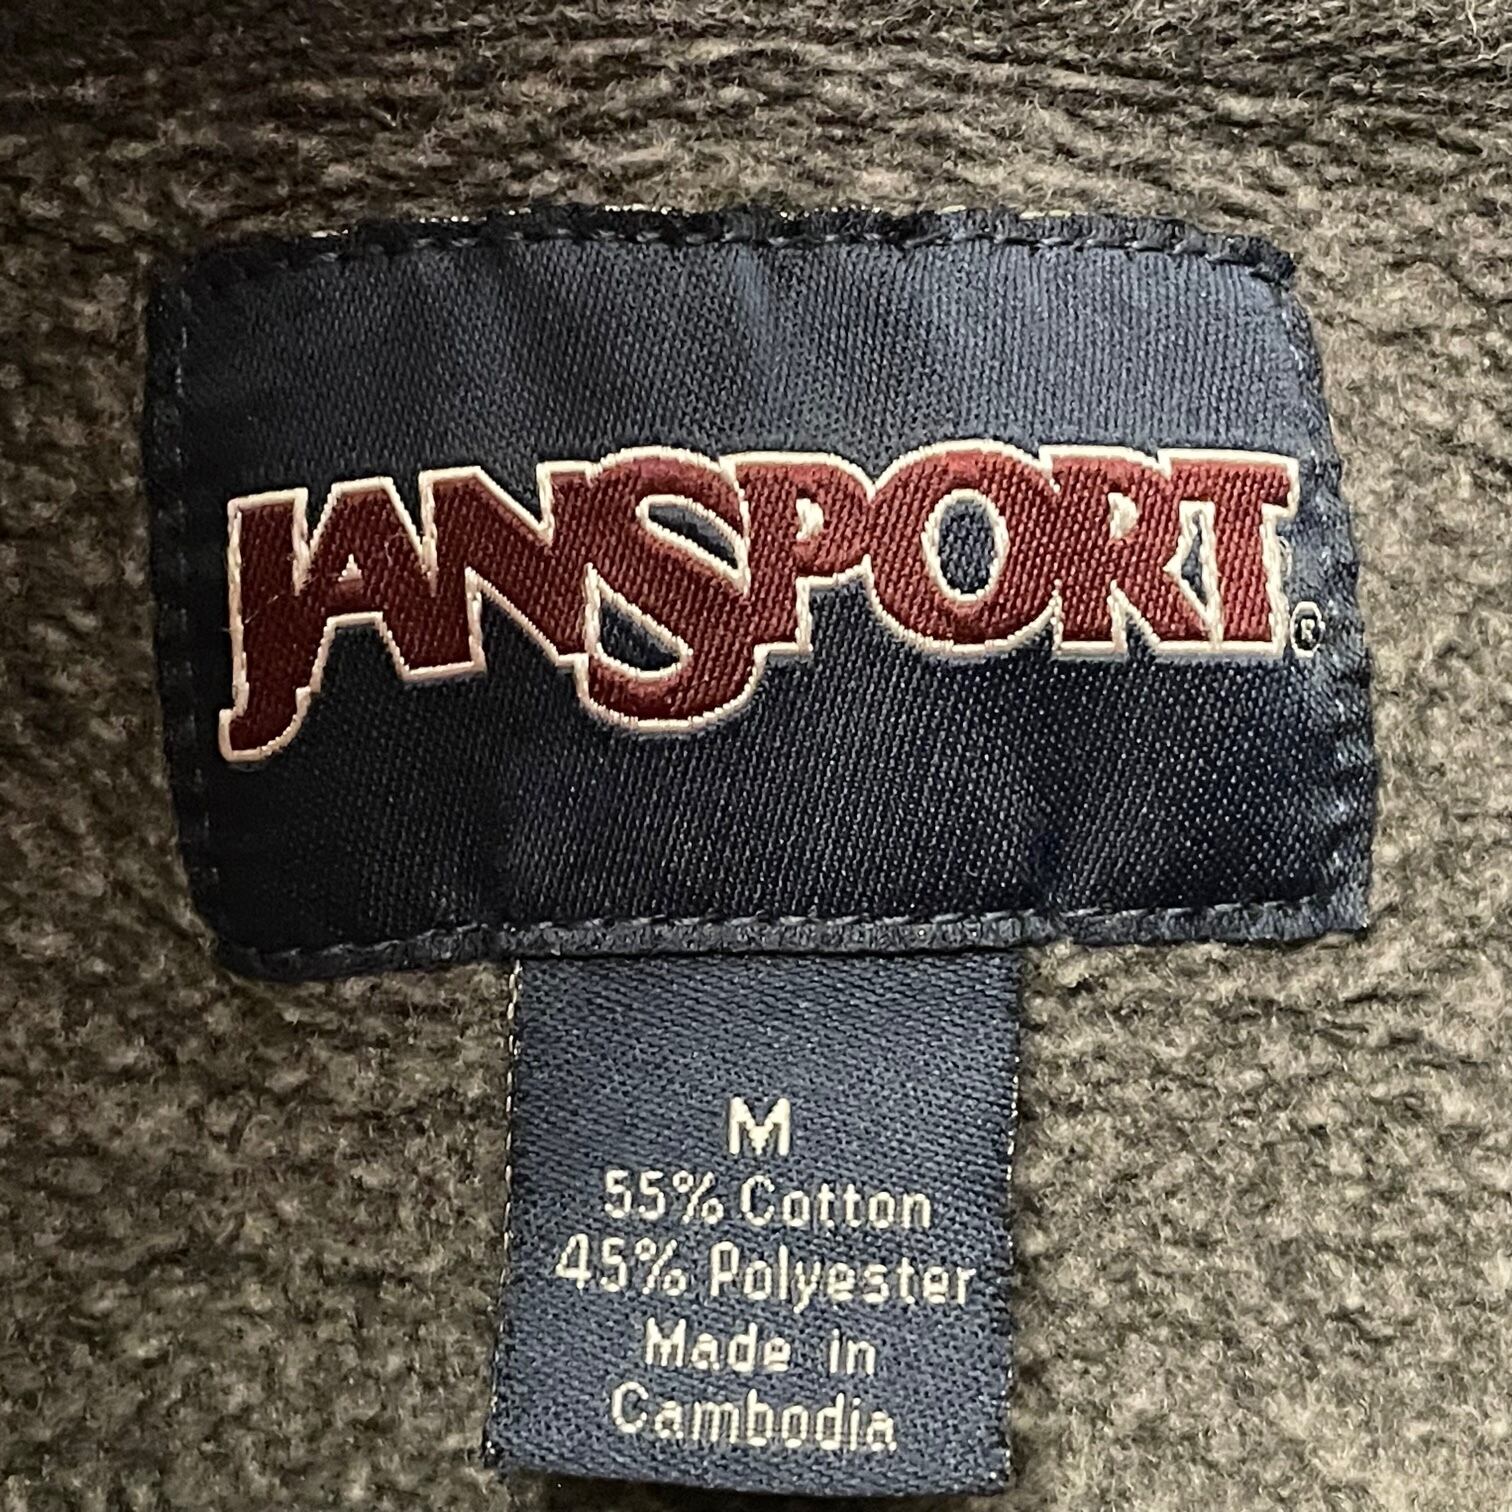 JANSPORT®
M
55% Cotton
45% Polyester
Made in
Cambodia